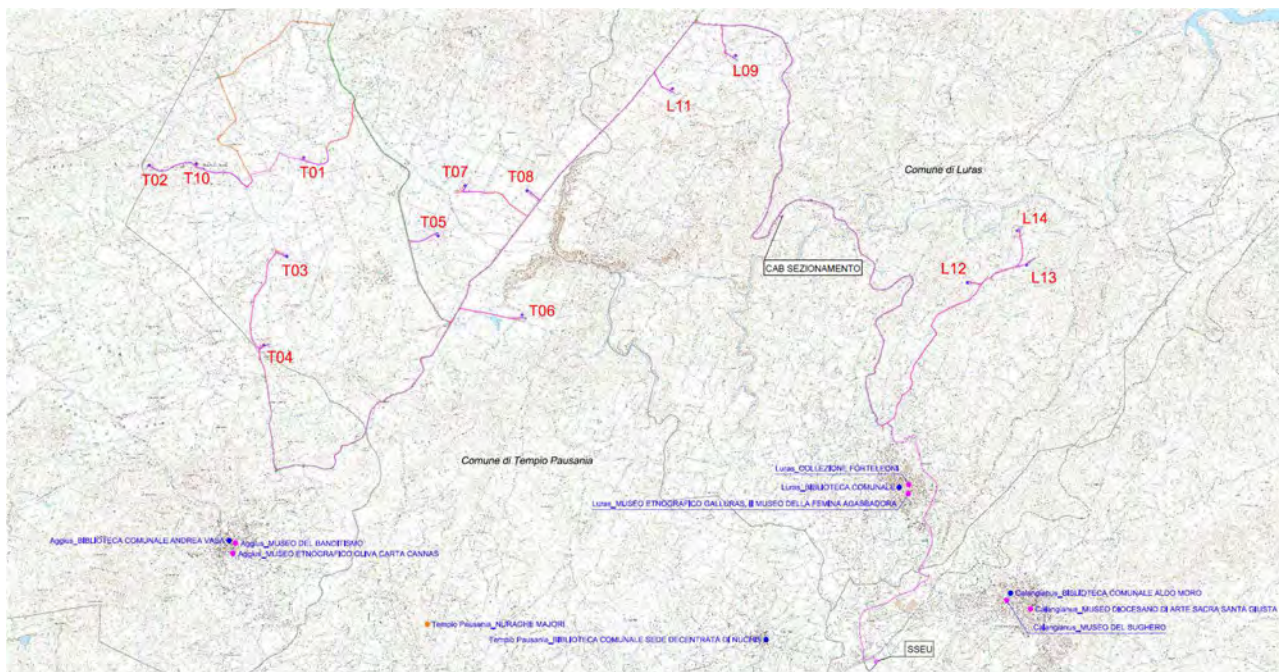 L09
L11
T02
T10
T01
T07
T08
Comune di Luras
T05
L14
T03
CAB SEZIONAMENTO
L12
L13
T06
T04
Comune di Tempio Pausania
Luras_COLLEZIONE FORTELEONI
Luras_BIBLIOTECA COMUNALE
Luras_MUSEO ETNOGRAFICO GALLURAS, Il MUSEO DELLA FEMINA AGABBADORA
Aggius_BIBLIOTECA COMUNALE ANDREA VASA
Aggius_MUSEO DEL BANDITISMO
Aggius_MUSEO ETNOGRAFICO OLIVA CARTA CANNAS
Calangianus_BIBLIOTECA COMUNALE ALDO MORO
Calangianus_MUSEO DIOCESANO DI ARTE SACRA SANTA GIUSTA
Calangianus_MUSEO DEL SUGHERO
Tempio Pausania_NURAGHE MAJORI
Tempio Pausania_BIBLIOTECA COMUNALE SEDE DECENTRATA DI NUCHIS
SSEU